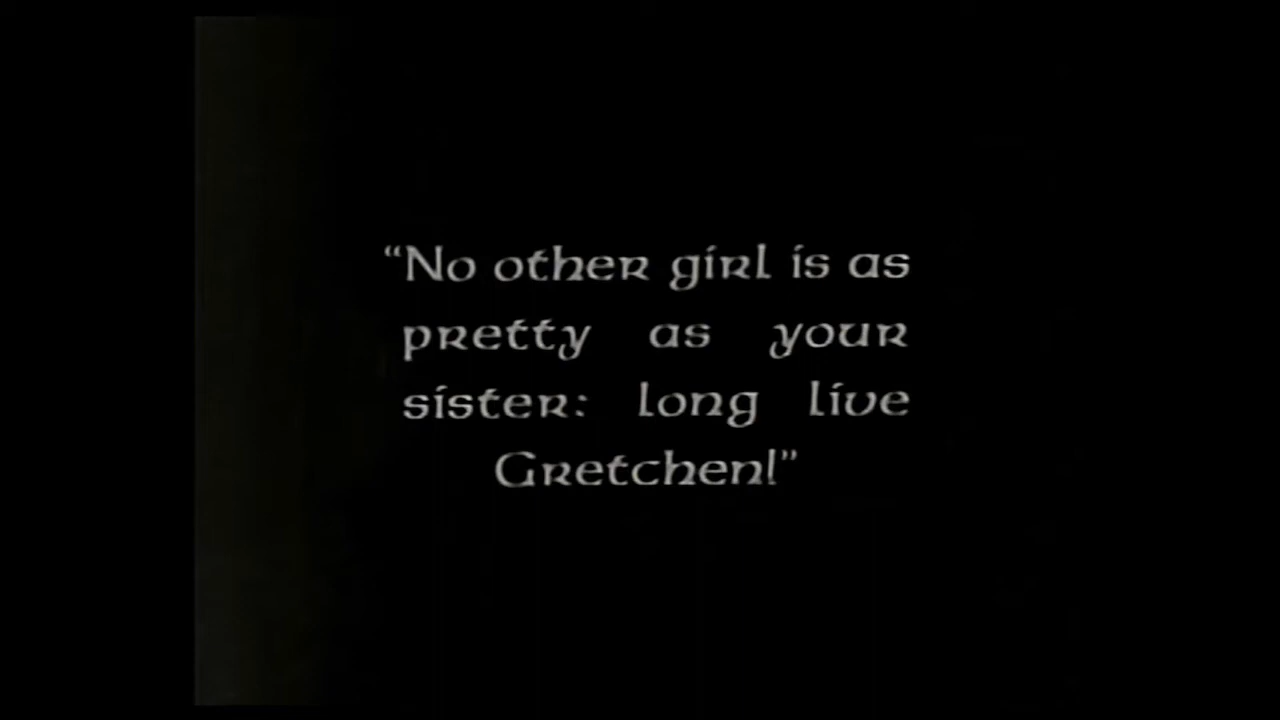 “No other girl is as
pretty as your
sister: long live
Gretchen!”